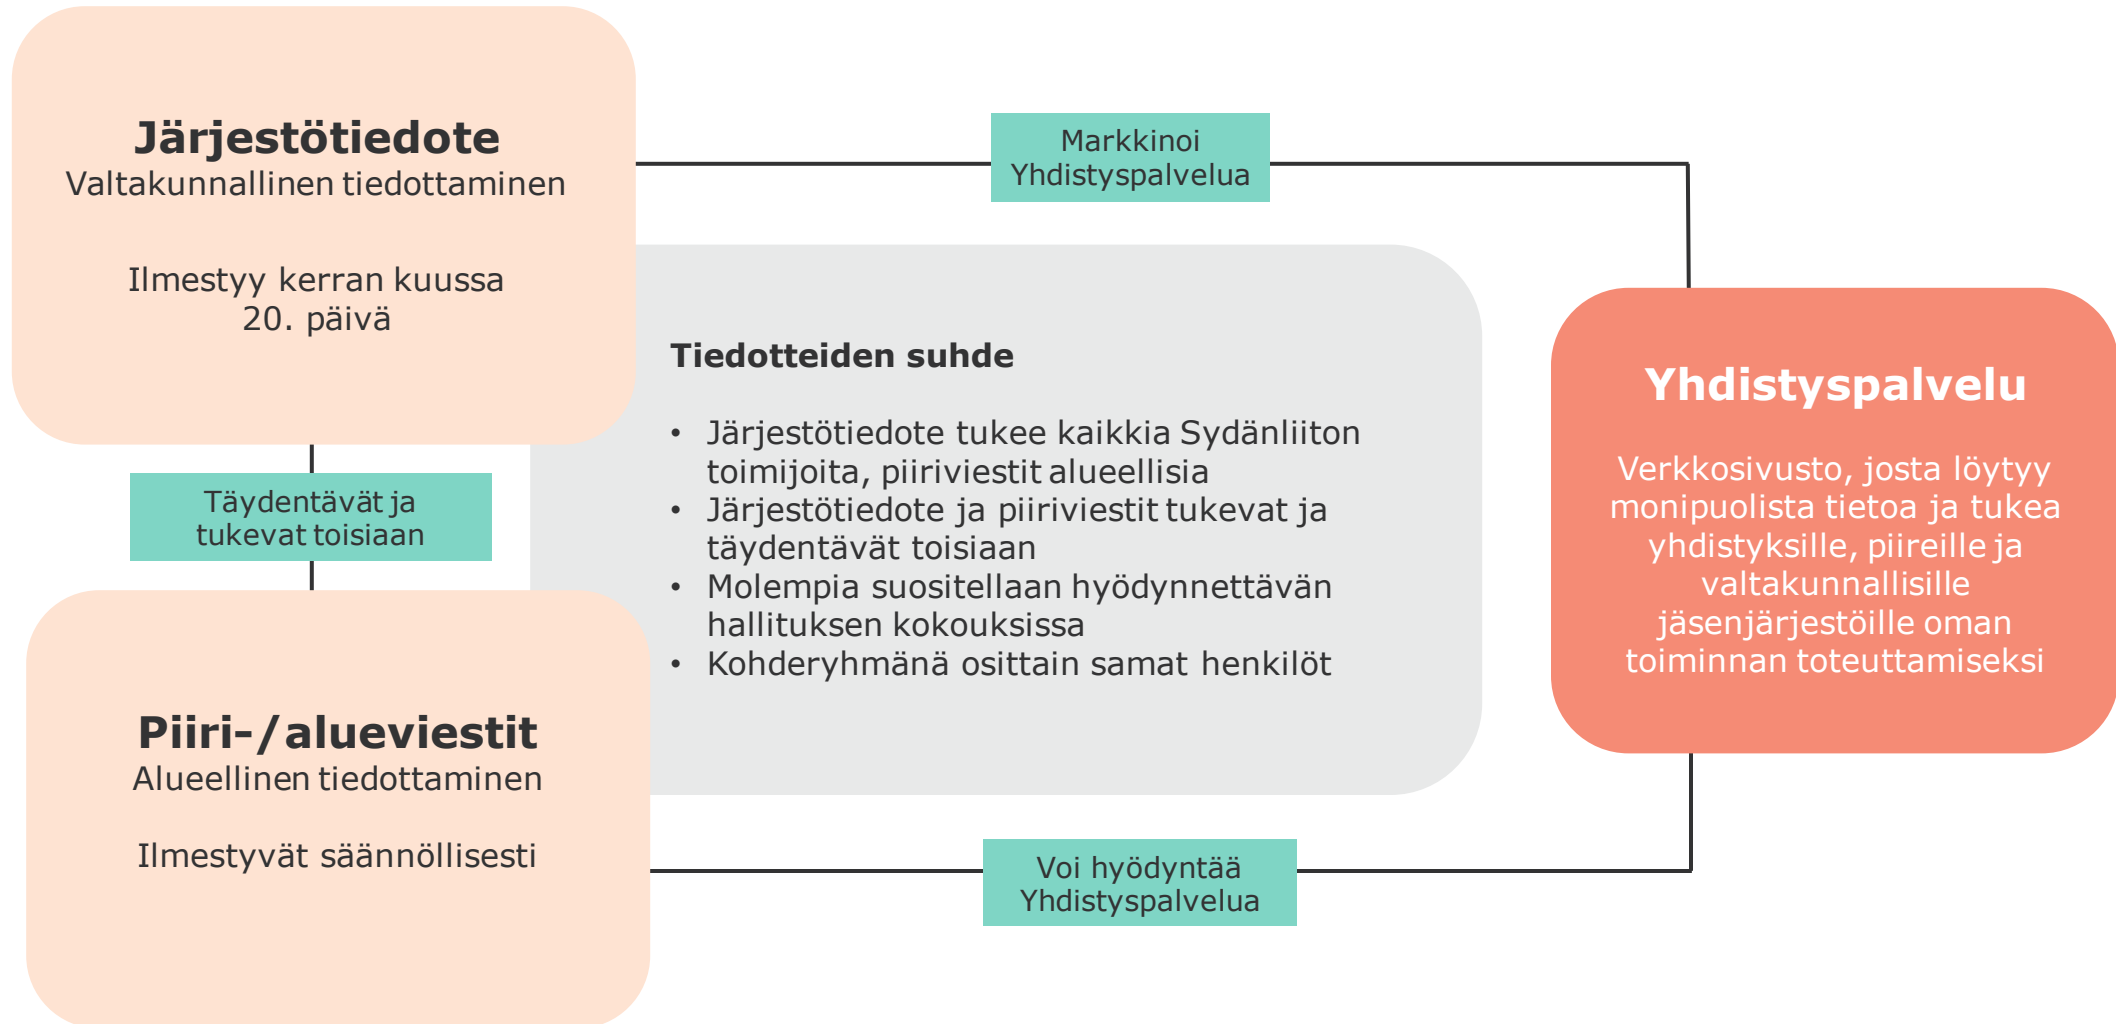 Järjestötiedote
Valtakunnallinen tiedottaminen
Ilmestyy kerran kuussa
20. päivä
Markkinoi
Yhdistyspalvelua
Täydentävät ja
tukevat toisiaan
Tiedotteiden suhde
• Järjestötiedote tukee kaikkia Sydänliiton
toimijoita, piiriviestit alueellisia
• Järjestötiedote ja piiriviestit tukevat ja
täydentävät toisiaan
• Molempia suositellaan hyödynnettävän
hallituksen kokouksissa
• Kohderyhmänä osittain samat henkilöt
Yhdistyspalvelu
Verkkosivusto, josta löytyy
monipuolista tietoa ja tukea
yhdistyksille, piireille ja
valtakunnallisille
jäsenjärjestöille oman
toiminnan toteuttamiseksi
Piiri-/alueviestit
Alueellinen tiedottaminen
Ilmestyvät säännöllisesti
Voi hyödyntää
Yhdistyspalvelua